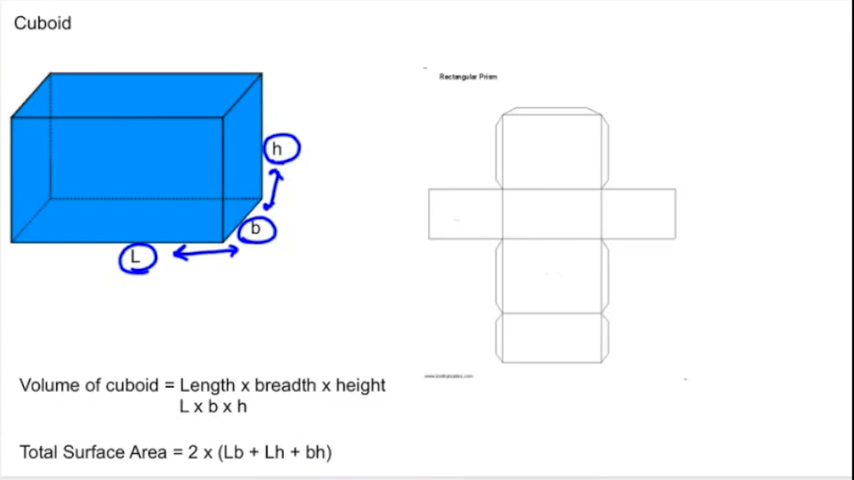 Cuboid
Rectangular Prism
h
b
L
Volume of cuboid = Length x breadth x height
L x b x h
Total Surface Area = 2 x (Lb + Lh + bh)